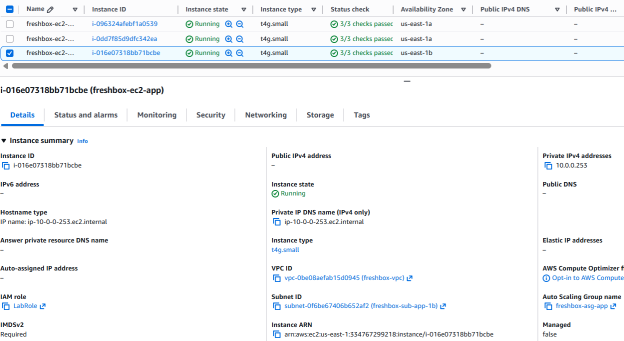 Name Instance ID Instance state Instance type Status check Availability Zone Public IPv4 DNS Public IPv4 ...
freshbox-ec2-... i-096324afebf1a0539 Running t4g.small 3/3 checks passec us-east-1a – –
freshbox-ec2-... i-0dd7f85d9dfc342ea Running t4g.small 3/3 checks passec us-east-1a – –
freshbox-ec2-... i-016e07318bb71bcbe Running t4g.small 3/3 checks passec us-east-1b – –
i-016e07318bb71bcbe (freshbox-ec2-app)
Details Status and alarms Monitoring Security Networking Storage Tags
Instance summary Info
Instance ID Public IPv4 address Private IPv4 addresses
i-016e07318bb71bcbe – 10.0.0.253
IPv6 address Instance state Public DNS
– Running –
Hostname type Private IP DNS name (IPv4 only)
IP name: ip-10-0-0-253.ec2.internal ip-10-0-0-253.ec2.internal
Answer private resource DNS name Instance type Elastic IP addresses
– t4g.small –
Auto-assigned IP address VPC ID AWS Compute Optimizer f
– vpc-0be08aefab15d0945 (freshbox-vpc) Opt-in to AWS Compute
IAM role Subnet ID Auto Scaling Group name
LabRole subnet-0f6be67406b652af2 (freshbox-sub-app-1b) freshbox-asg-app
IMDSv2 Instance ARN Managed
Required arn:aws:ec2:us-east-1:334767299218:instance/i-016e07318bb71bcbe false